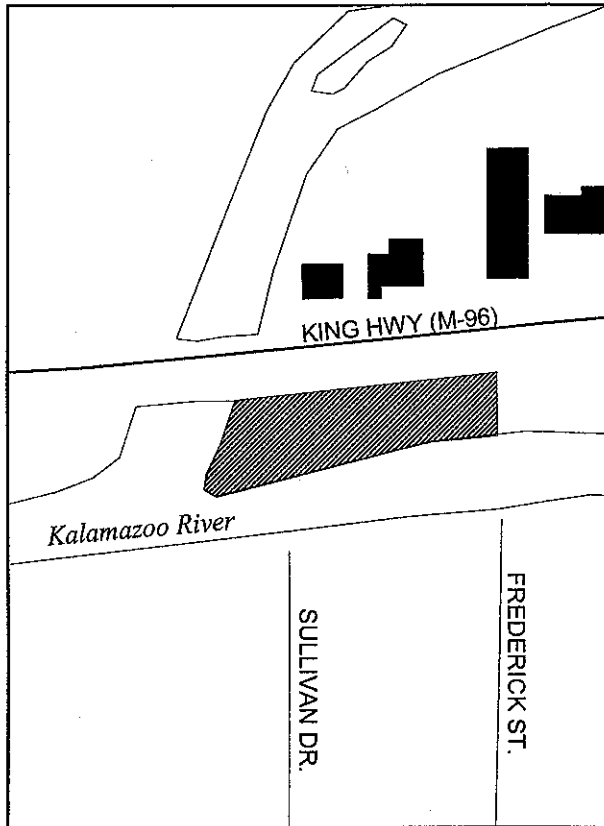 KING HWY (M-96)
Kalamazoo River
SULLIVAN DR.
FREDERICK ST.